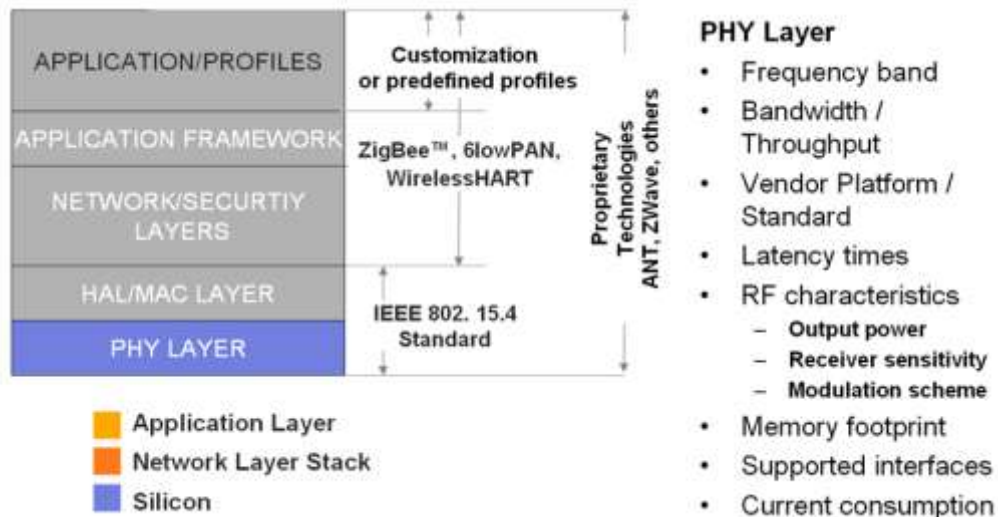 APPLICATION/PROFILES
APPLICATION FRAMEWORK
NETWORK/SECURTIY
LAYERS
HAL/MAC LAYER
PHY LAYER
Customization
or predefined profiles
ZigBee™, 6lowPAN,
WirelessHART
IEEE 802. 15.4
Standard
Proprietary
Technologies
ANT, ZWave, others
Application Layer
Network Layer Stack
Silicon
PHY Layer
• Frequency band
• Bandwidth /
Throughput
• Vendor Platform /
Standard
• Latency times
• RF characteristics
– Output power
– Receiver sensitivity
– Modulation scheme
• Memory footprint
• Supported interfaces
• Current consumption